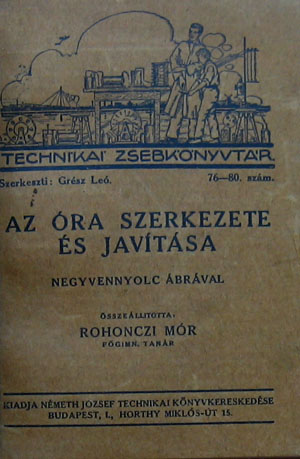 TECHNIKAI ZSEBKÖNYVTÁR
Szerkeszti: Grész Leó. 76—80. szám.
AZ ÓRA SZERKEZETE
ÉS JAVÍTÁSA
NEGYVENNYOLC ÁBRÁVAL
ÖSSZEÁLLITOTTA:
ROHONCZI MÓR
FŐGIMN. TANÁR
KIADJA NÉMETH JÓZSEF TECHNIKAI KÖNYVKERESKEDÉSE
BUDAPEST, I., HORTHY MIKLÓS-ÚT 15.